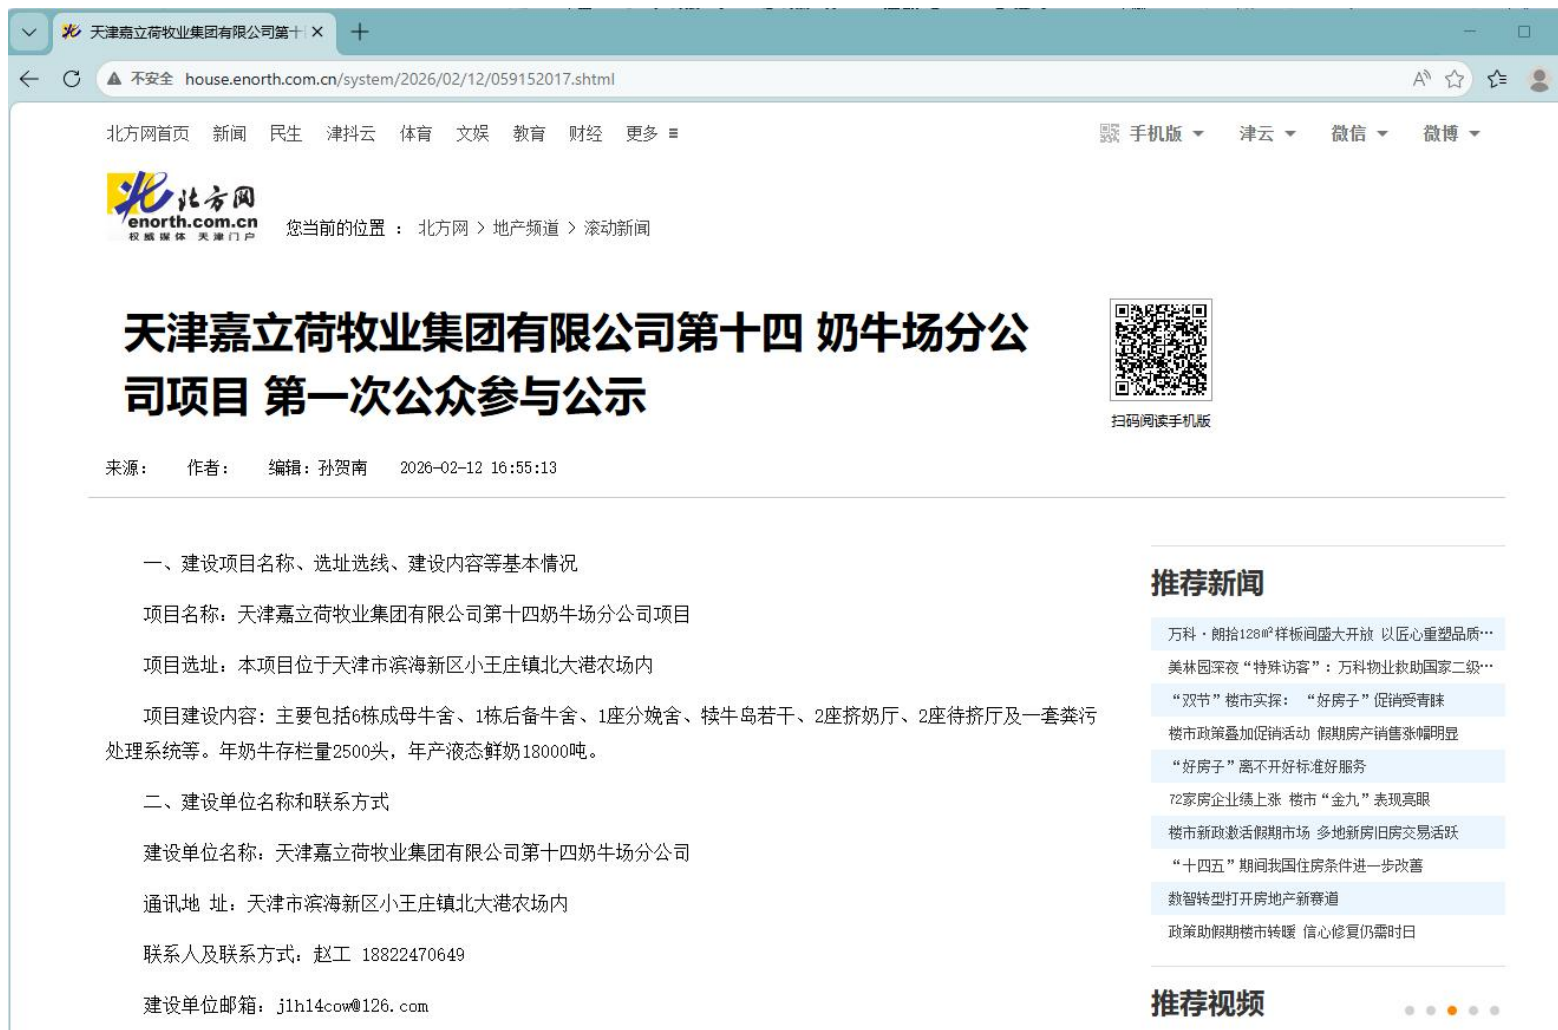 天津嘉立荷牧业集团有限公司第十
不安全 house.enorth.com.cn/system/2026/02/12/059152017.shtml
北方网首页 新闻 民生 津抖云 体育 文娱 教育 财经 更多
手机版 津云 微信 微博
北方网
enorth.com.cn
权威媒体 天津门户
您当前的位置 ： 北方网 > 地产频道 > 滚动新闻
天津嘉立荷牧业集团有限公司第十四 奶牛场分公
司项目 第一次公众参与公示
扫码阅读手机版
来源： 作者： 编辑：孙贺南 2026-02-12 16:55:13
一、建设项目名称、选址选线、建设内容等基本情况
项目名称：天津嘉立荷牧业集团有限公司第十四奶牛场分公司项目
项目选址：本项目位于天津市滨海新区小王庄镇北大港农场内
项目建设内容：主要包括6栋成母牛舍、1栋后备牛舍、1座分娩舍、犊牛岛若干、2座挤奶厅、2座待挤厅及一套粪污
处理系统等。年奶牛存栏量2500头，年产液态鲜奶18000吨。
二、建设单位名称和联系方式
建设单位名称：天津嘉立荷牧业集团有限公司第十四奶牛场分公司
通讯地 址：天津市滨海新区小王庄镇北大港农场内
联系人及联系方式：赵工 18822470649
建设单位邮箱：jlhl4cow@126.com
推荐新闻
万科·朗拾128㎡样板间盛大开放 以匠心重塑品质…
美林园深夜“特殊访客”：万科物业救助国家二级…
“双节”楼市实探： “好房子”促销受青睐
楼市政策叠加促销活动 假期房产销售涨幅明显
“好房子”离不开好标准好服务
72家房企业绩上涨 楼市“金九”表现亮眼
楼市新政激活假期市场 多地新房旧房交易活跃
“十四五”期间我国住房条件进一步改善
数智转型打开房地产新赛道
政策助假期楼市转暖 信心修复仍需时日
推荐视频